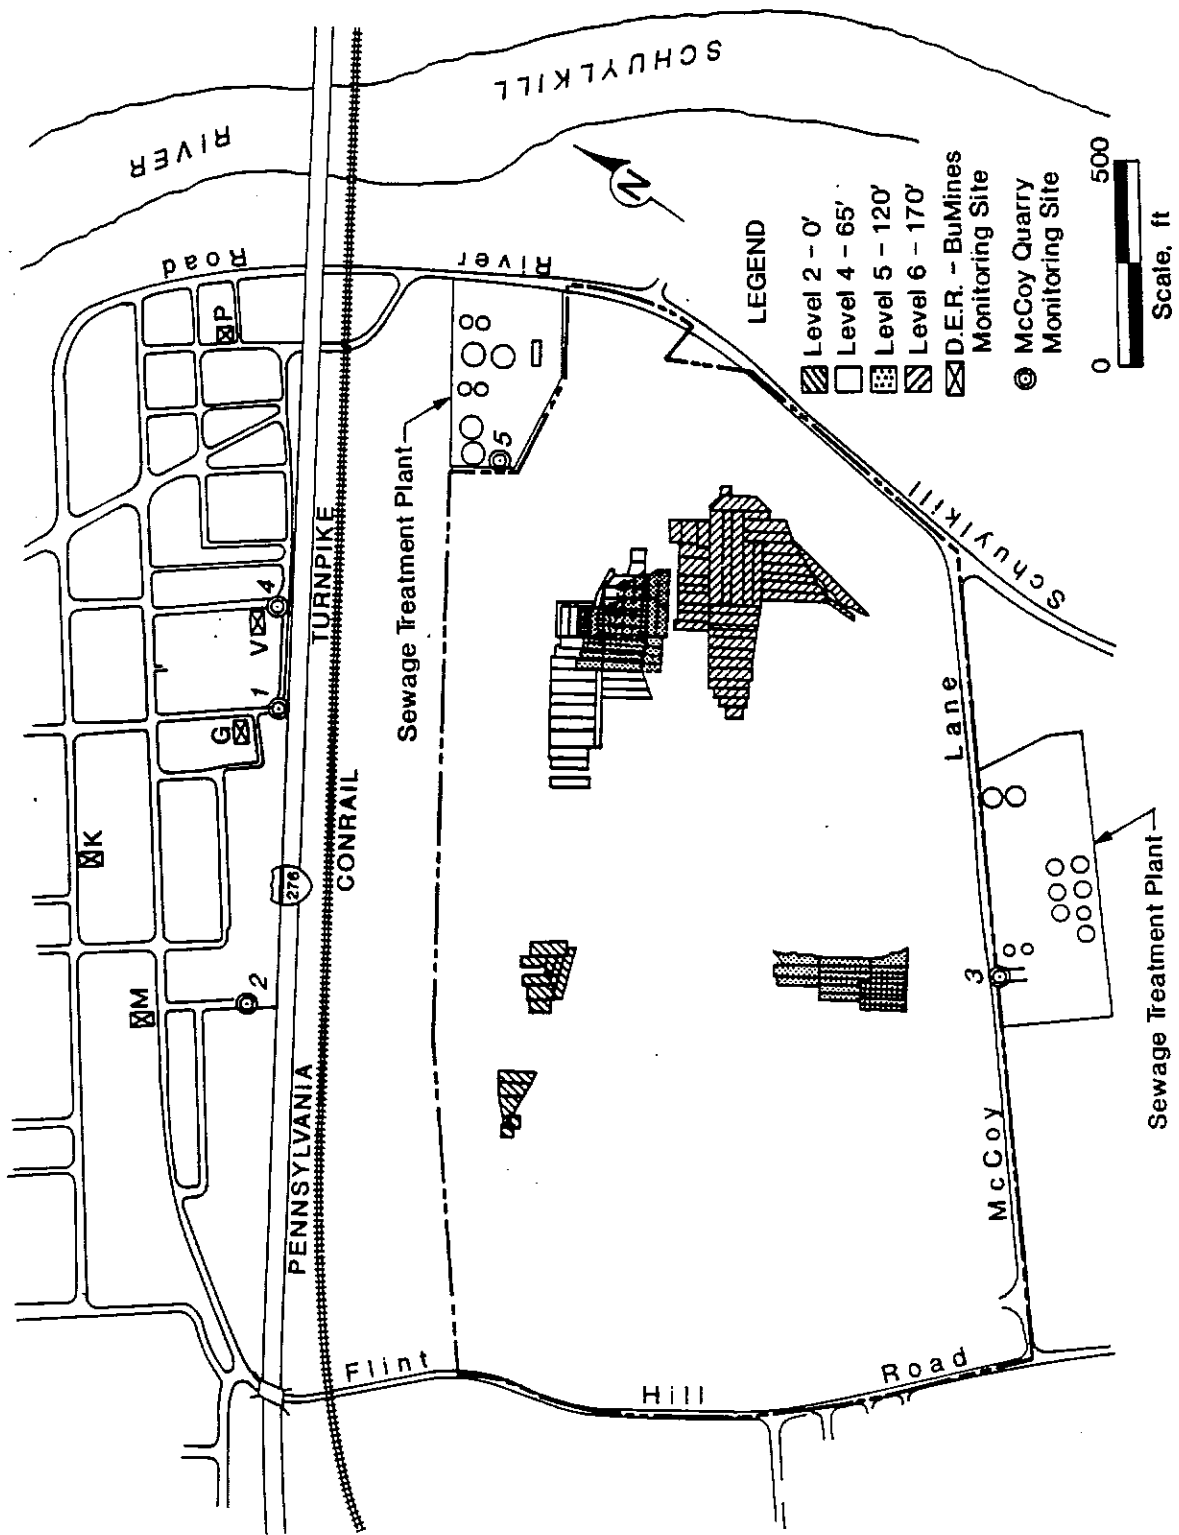 SCHUYLKILL
RIVER
River Road
P
V
4
1
G
K
M
2
276
PENNSYLVANIA TURNPIKE
CONRAIL
Sewage Treatment Plant
5
N
LEGEND
Level 2 - 0'
Level 4 - 65'
Level 5 - 120'
Level 6 - 170'
D.E.R. - BuMines
Monitoring Site
McCoy Quarry
Monitoring Site
0 500
Scale, ft
Schuylkill
McCoy Lane
3
Sewage Treatment Plant
Flint Hill Road